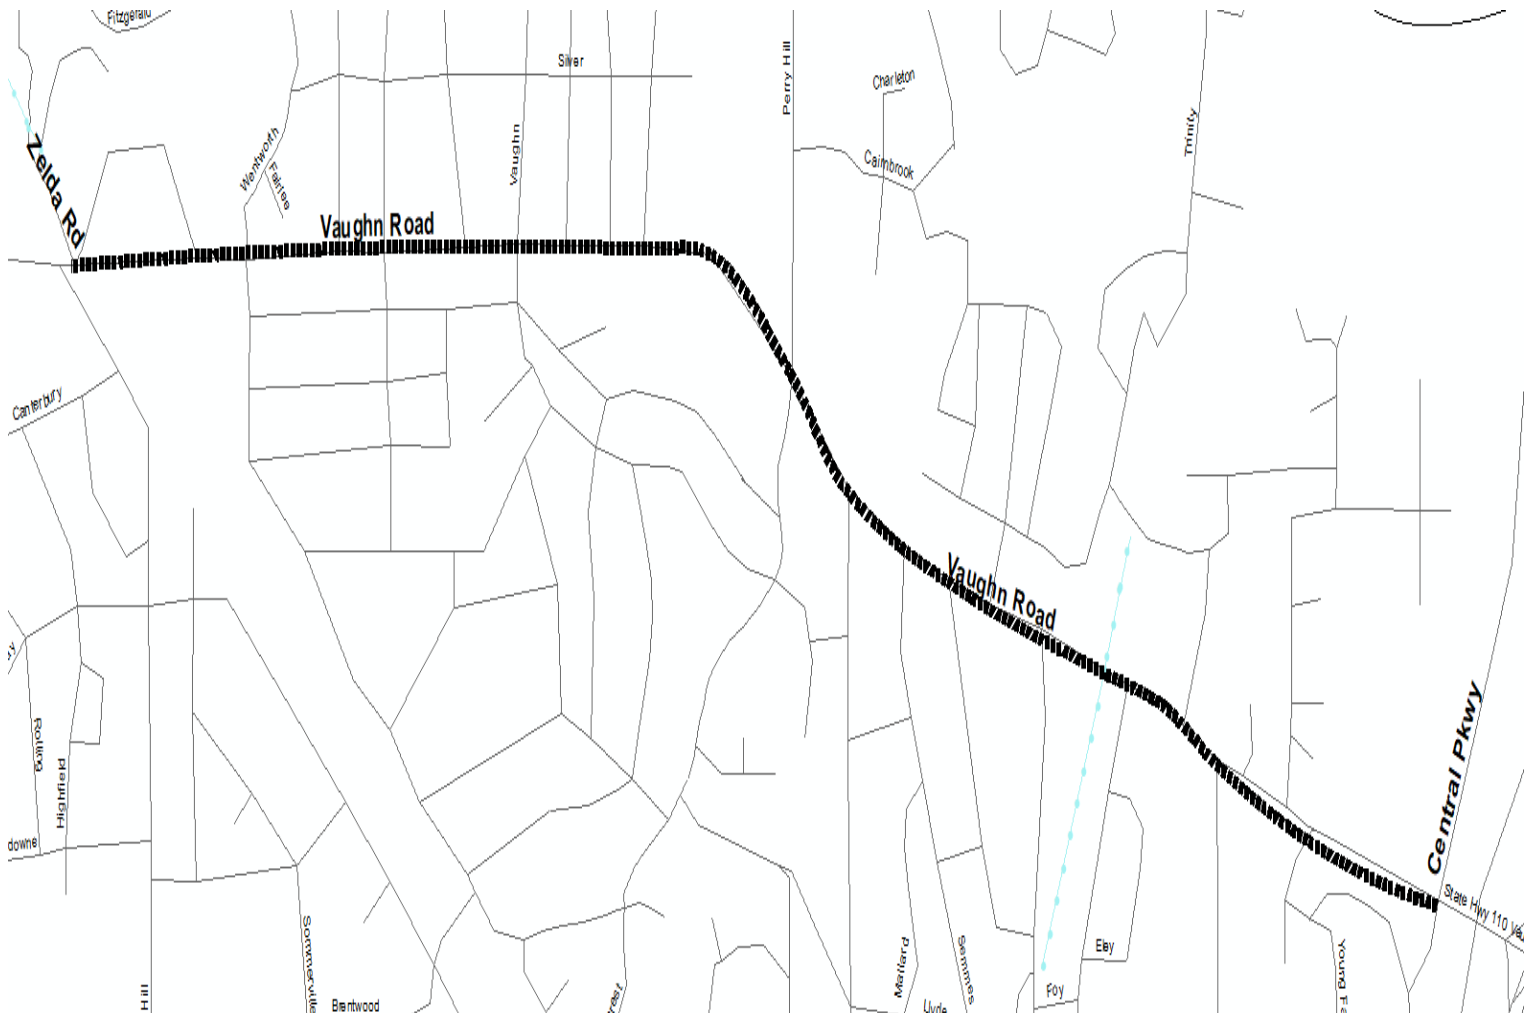 Fitzgerald
Silver
Perry Hill
Charleton
Trinity
Zelda Rd
Wentworth
Fairlee
Vaughn
Cairnbrook
Vaughn Road
Canterbury
Vaughn Road
Central Pkwy
Highfield
downe
State Hwy 110
Sommerville
Mallard
Semmes
Eley
Young
Hill
Brentwood
rest
Foy